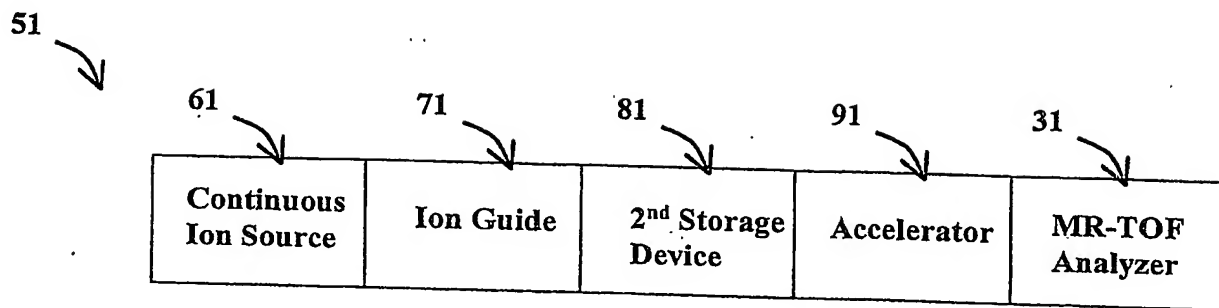 51
61
71
81
91
31
Continuous
Ion Source
Ion Guide
2nd Storage
Device
Accelerator
MR-TOF
Analyzer